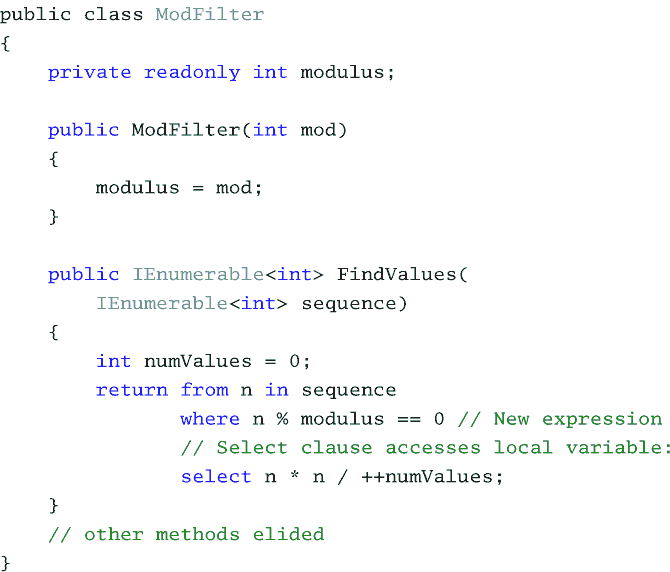 public class ModFilter
{
    private readonly int modulus;

    public ModFilter(int mod)
    {
        modulus = mod;
    }

    public IEnumerable<int> FindValues(
        IEnumerable<int> sequence)
    {
        int numValues = 0;
        return from n in sequence
               where n % modulus == 0 // New expression
               // Select clause accesses local variable:
               select n * n / ++numValues;
    }
    // other methods elided
}